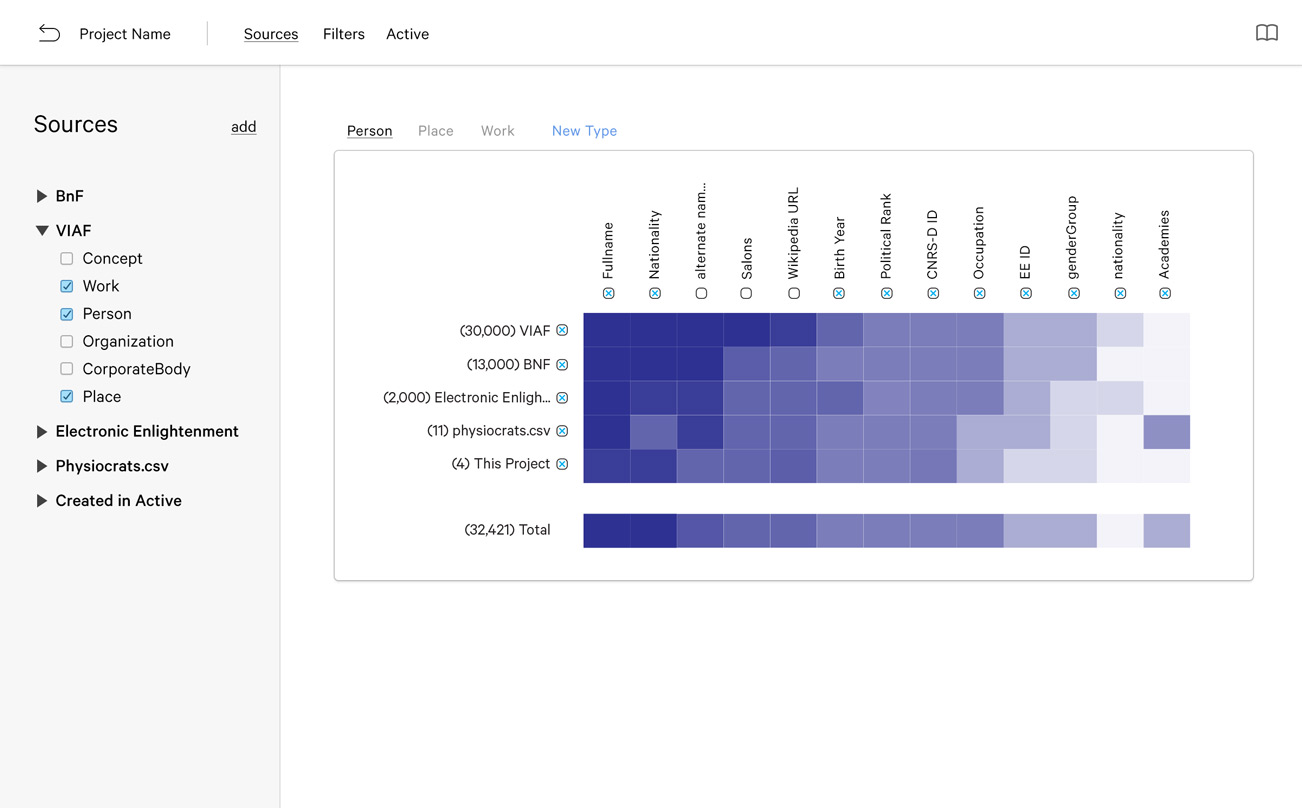 Project Name Sources Filters Active
Sources add
BnF
VIAF
Concept
Work
Person
Organization
CorporateBody
Place
Electronic Enlightenment
Physiocrats.csv
Created in Active
Person Place Work New Type
Fullname
Nationality
alternate nam...
Salons
Wikipedia URL
Birth Year
Political Rank
CNRS-D ID
Occupation
EE ID
genderGroup
nationality
Academies
(30,000) VIAF
(13,000) BNF
(2,000) Electronic Enligh...
(11) physiocrats.csv
(4) This Project
(32,421) Total